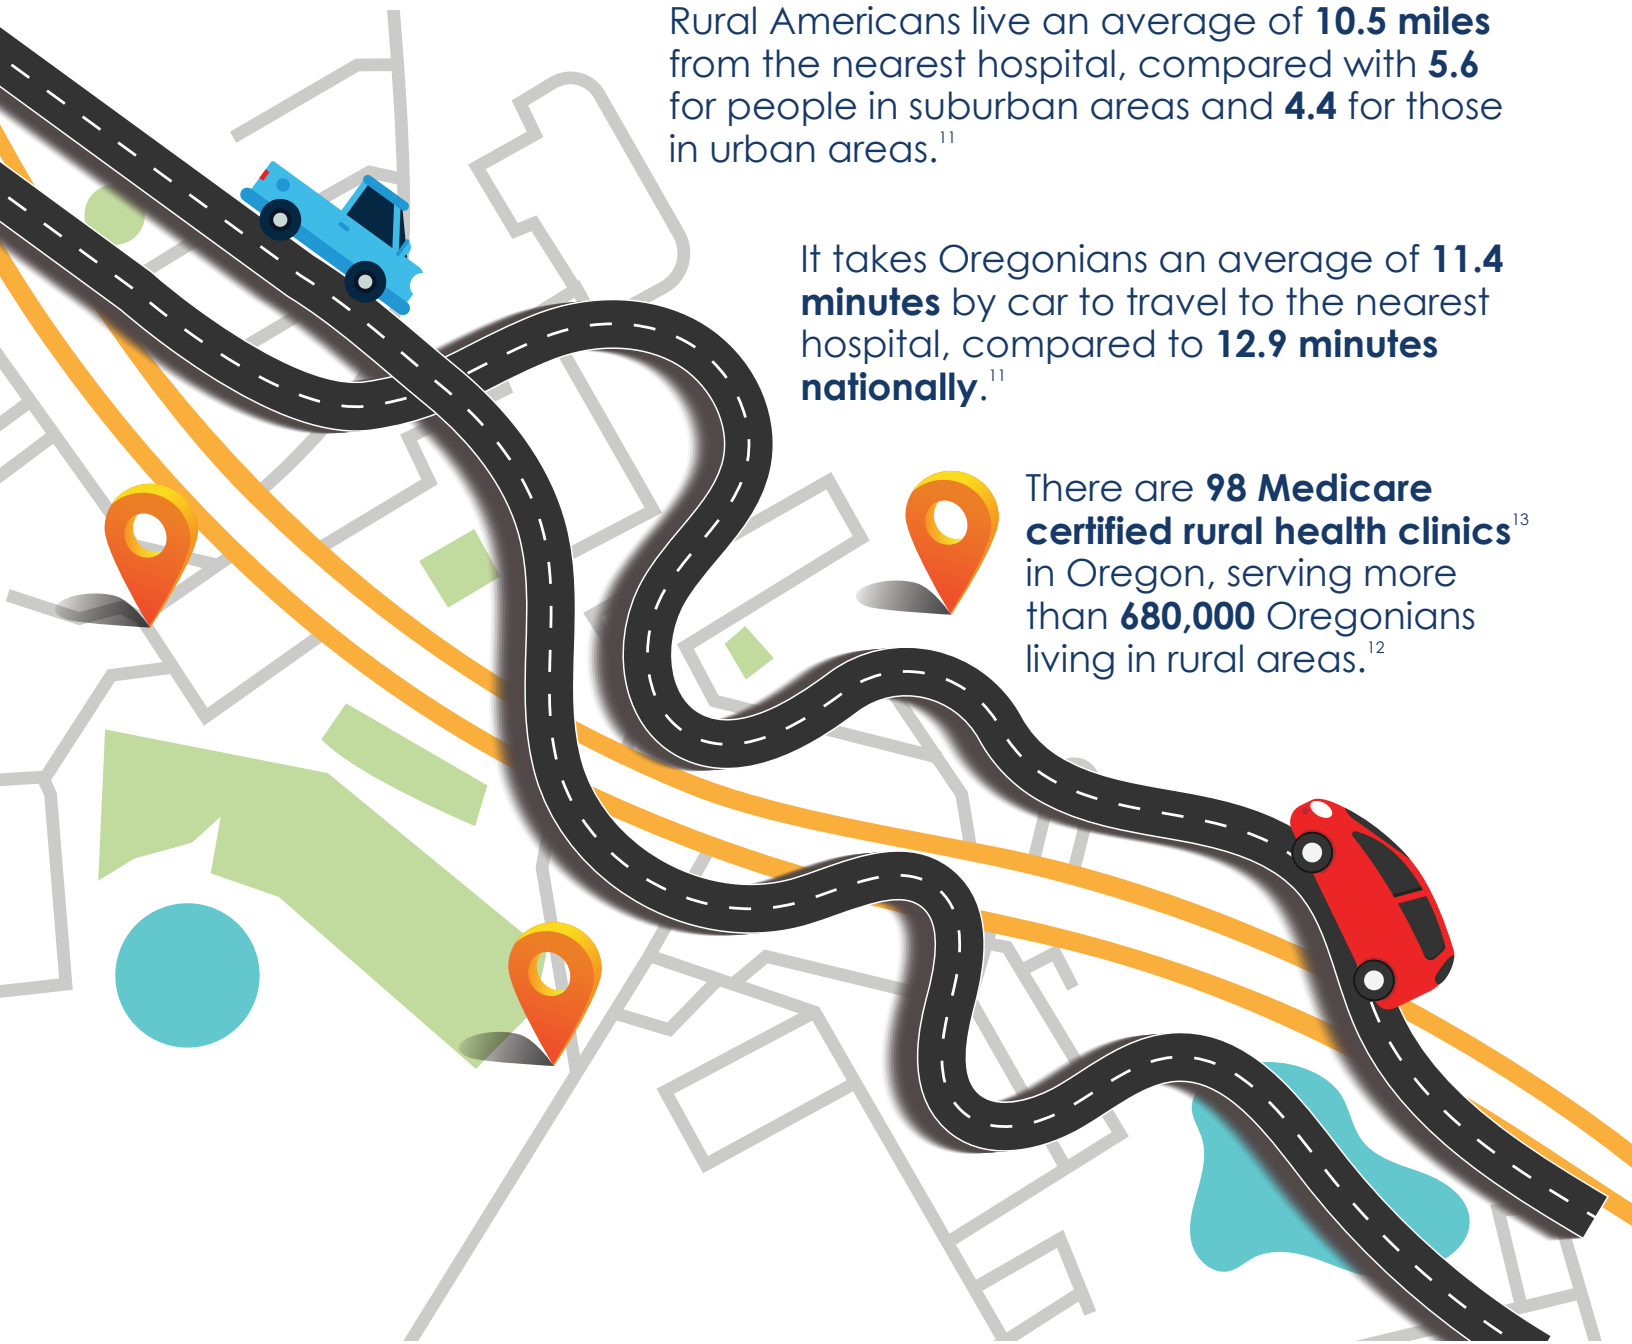 Rural Americans live an average of 10.5 miles
from the nearest hospital, compared with 5.6
for people in suburban areas and 4.4 for those
in urban areas.11
It takes Oregonians an average of 11.4
minutes by car to travel to the nearest
hospital, compared to 12.9 minutes
nationally.11
There are 98 Medicare
certified rural health clinics13
in Oregon, serving more
than 680,000 Oregonians
living in rural areas.12